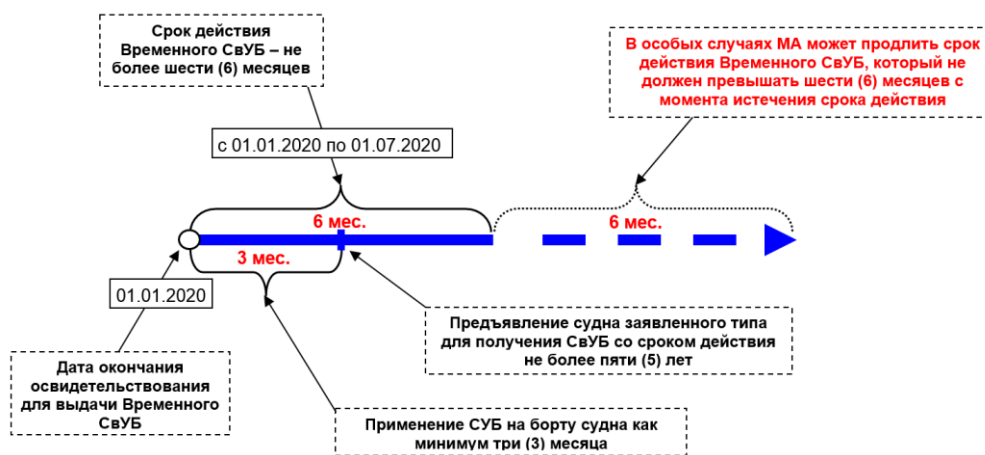 Срок действия
Временного СвУБ – не
более шести (6) месяцев
В особых случаях МА может продлить срок
действия Временного СвУБ, который не
должен превышать шести (6) месяцев с
момента истечения срока действия
с 01.01.2020 по 01.07.2020
6 мес.
6 мес.
3 мес.
01.01.2020
Предъявление судна заявленного типа
для получения СвУБ со сроком действия
не более пяти (5) лет
Дата окончания
освидетельствования
для выдачи Временного
СвУБ
Применение СУБ на борту судна как
минимум три (3) месяца